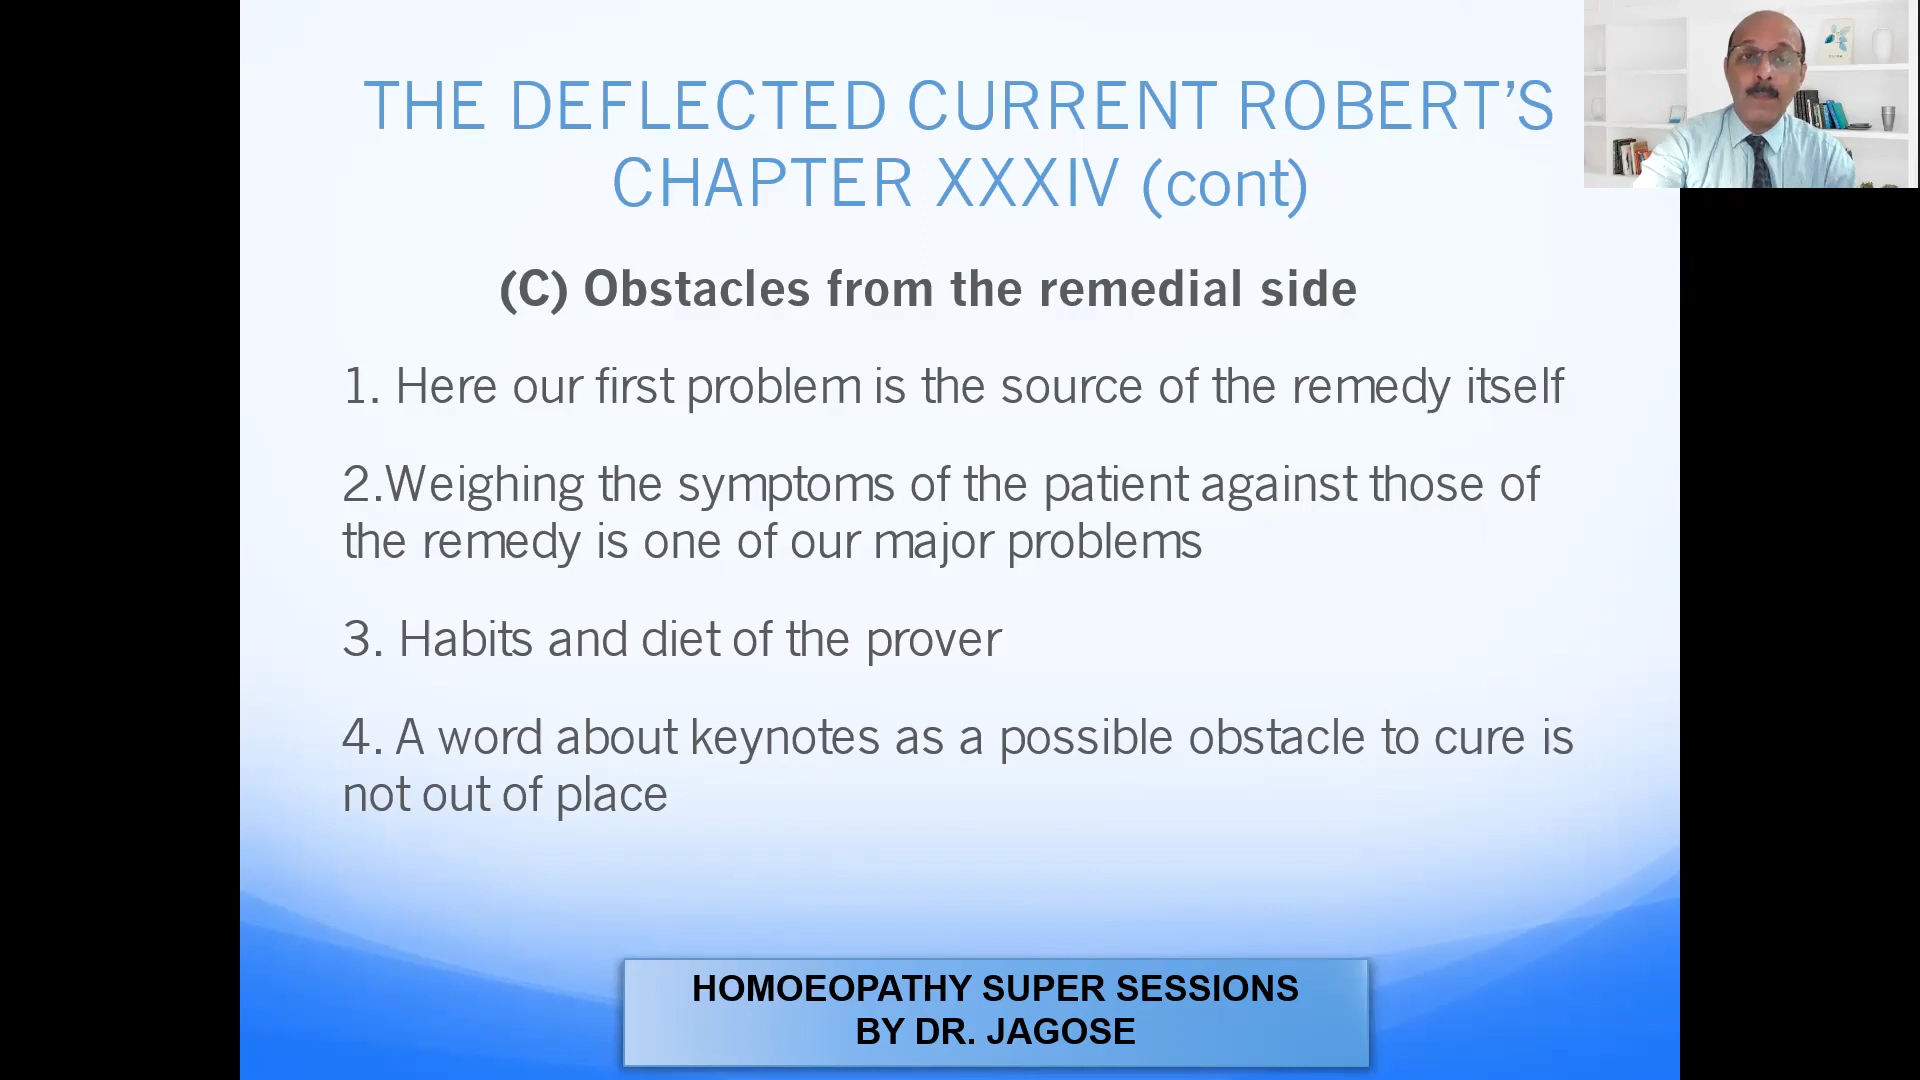 THE DEFLECTED CURRENT ROBERT’S
CHAPTER XXXIV (cont)
(C) Obstacles from the remedial side
1. Here our first problem is the source of the remedy itself
2.Weighing the symptoms of the patient against those of
the remedy is one of our major problems
3. Habits and diet of the prover
4. A word about keynotes as a possible obstacle to cure is
not out of place
HOMOEOPATHY SUPER SESSIONS
BY DR. JAGOSE